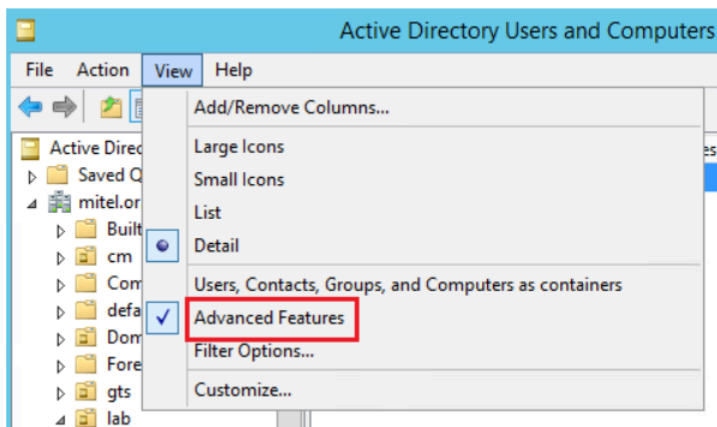 Active Directory Users and Computers
File Action View Help
Add/Remove Columns...
Active Direc
Large Icons
es
Saved Q
Small Icons
mitel.or
List
Built
Detail
cm
Com
Users, Contacts, Groups, and Computers as containers
defa
Advanced Features
Dom
Filter Options...
Fore
gts
Customize...
lab